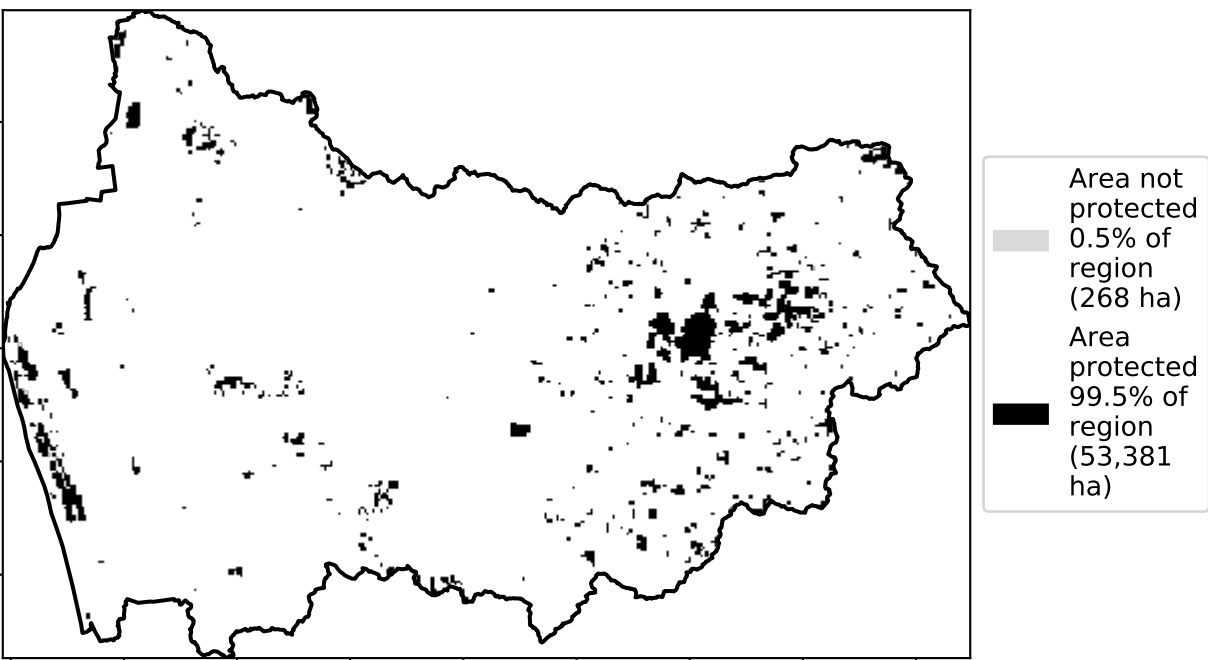 Area not
protected
0.5% of
region
(268 ha)
Area
protected
99.5% of
region
(53,381
ha)